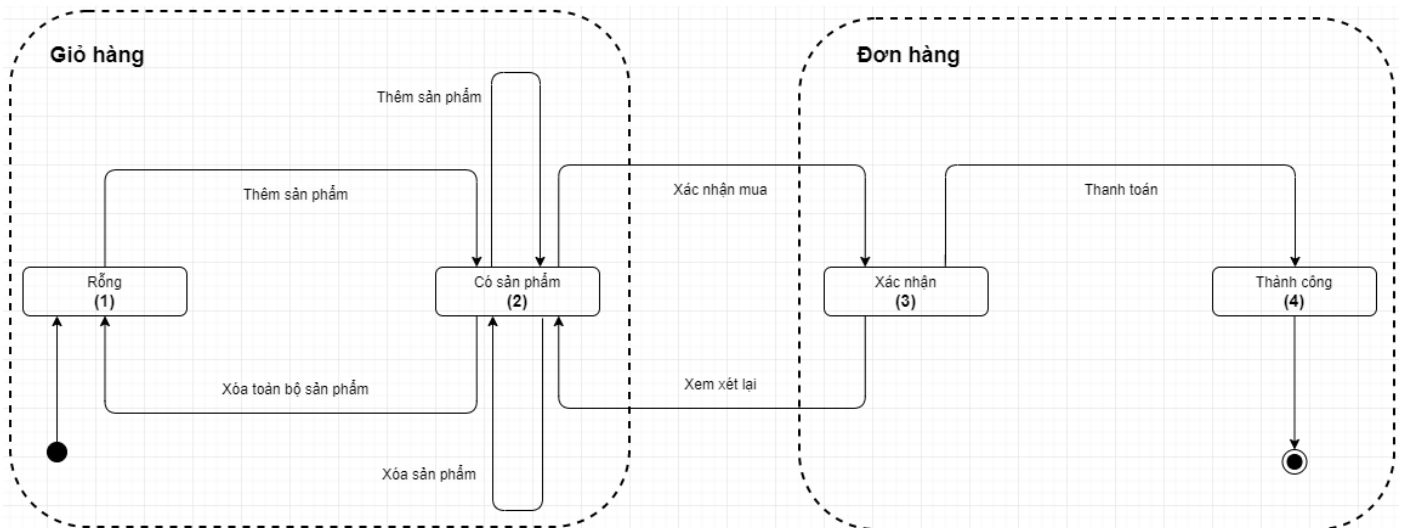 Giỏ hàng
Đơn hàng
Thêm sản phẩm
Thêm sản phẩm
Xác nhận mua
Thanh toán
Rỗng
(1)
Có sản phẩm
(2)
Xác nhận
(3)
Thành công
(4)
Xóa toàn bộ sản phẩm
Xem xét lại
Xóa sản phẩm